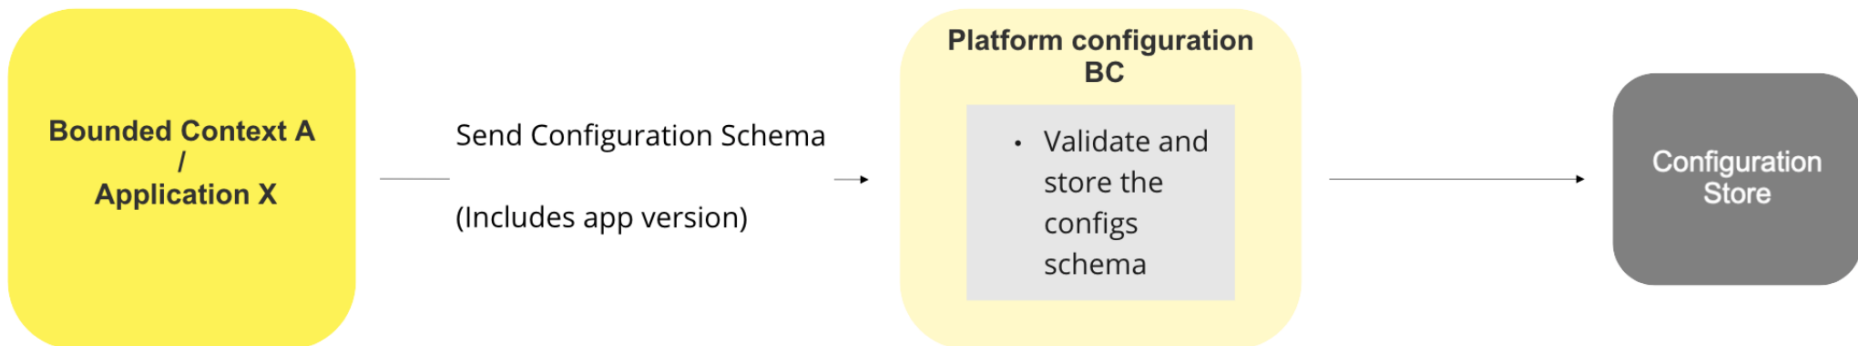 Bounded Context A
/
Application X
Send Configuration Schema
(Includes app version)
Platform configuration
BC
• Validate and
store the
configs
schema
Configuration
Store